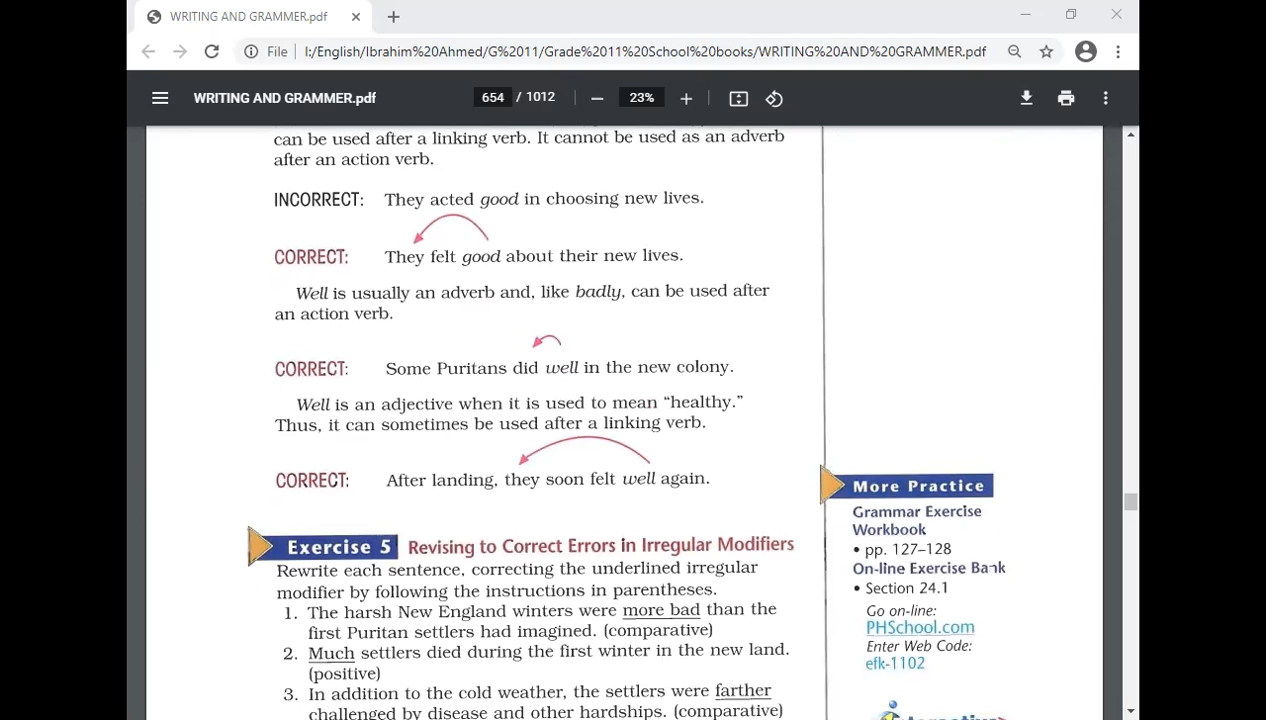 WRITING AND GRAMMER.pdf
File
I:/English/Ibrahim%20Ahmed/G%2011/Grade%2011%20School%20books/WRITING%20AND%20GRAMMER.pdf
WRITING AND GRAMMER.pdf
654 / 1012
23%
can be used after a linking verb. It cannot be used as an adverb
after an action verb.
INCORRECT: They acted good in choosing new lives.
CORRECT: They felt good about their new lives.
Well is usually an adverb and, like badly, can be used after
an action verb.
CORRECT: Some Puritans did well in the new colony.
Well is an adjective when it is used to mean “healthy.”
Thus, it can sometimes be used after a linking verb.
CORRECT: After landing, they soon felt well again.
Exercise 5 Revising to Correct Errors in Irregular Modifiers
Rewrite each sentence, correcting the underlined irregular
modifier by following the instructions in parentheses.
1. The harsh New England winters were more bad than the
first Puritan settlers had imagined. (comparative)
2. Much settlers died during the first winter in the new land.
(positive)
3. In addition to the cold weather, the settlers were farther
challenged by disease and other hardships. (comparative)
More Practice
Grammar Exercise
Workbook
• pp. 127–128
On-line Exercise Bank
• Section 24.1
Go on-line:
PHSchool.com
Enter Web Code:
efk-1102